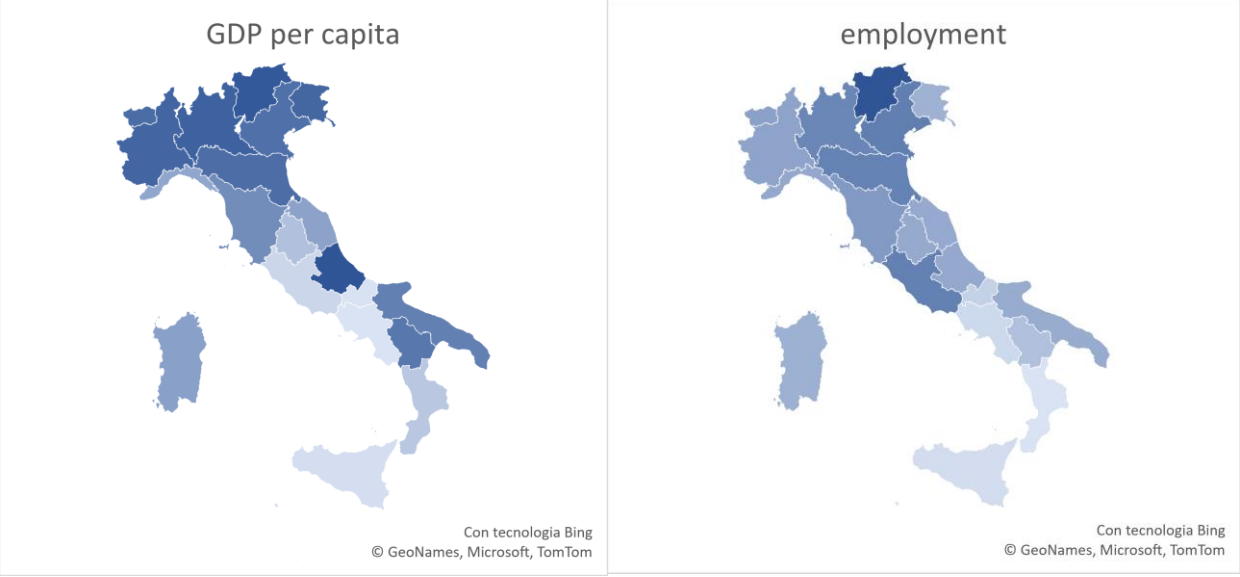 GDP per capita
Con tecnologia Bing
© GeoNames, Microsoft, TomTom
employment
Con tecnologia Bing
© GeoNames, Microsoft, TomTom